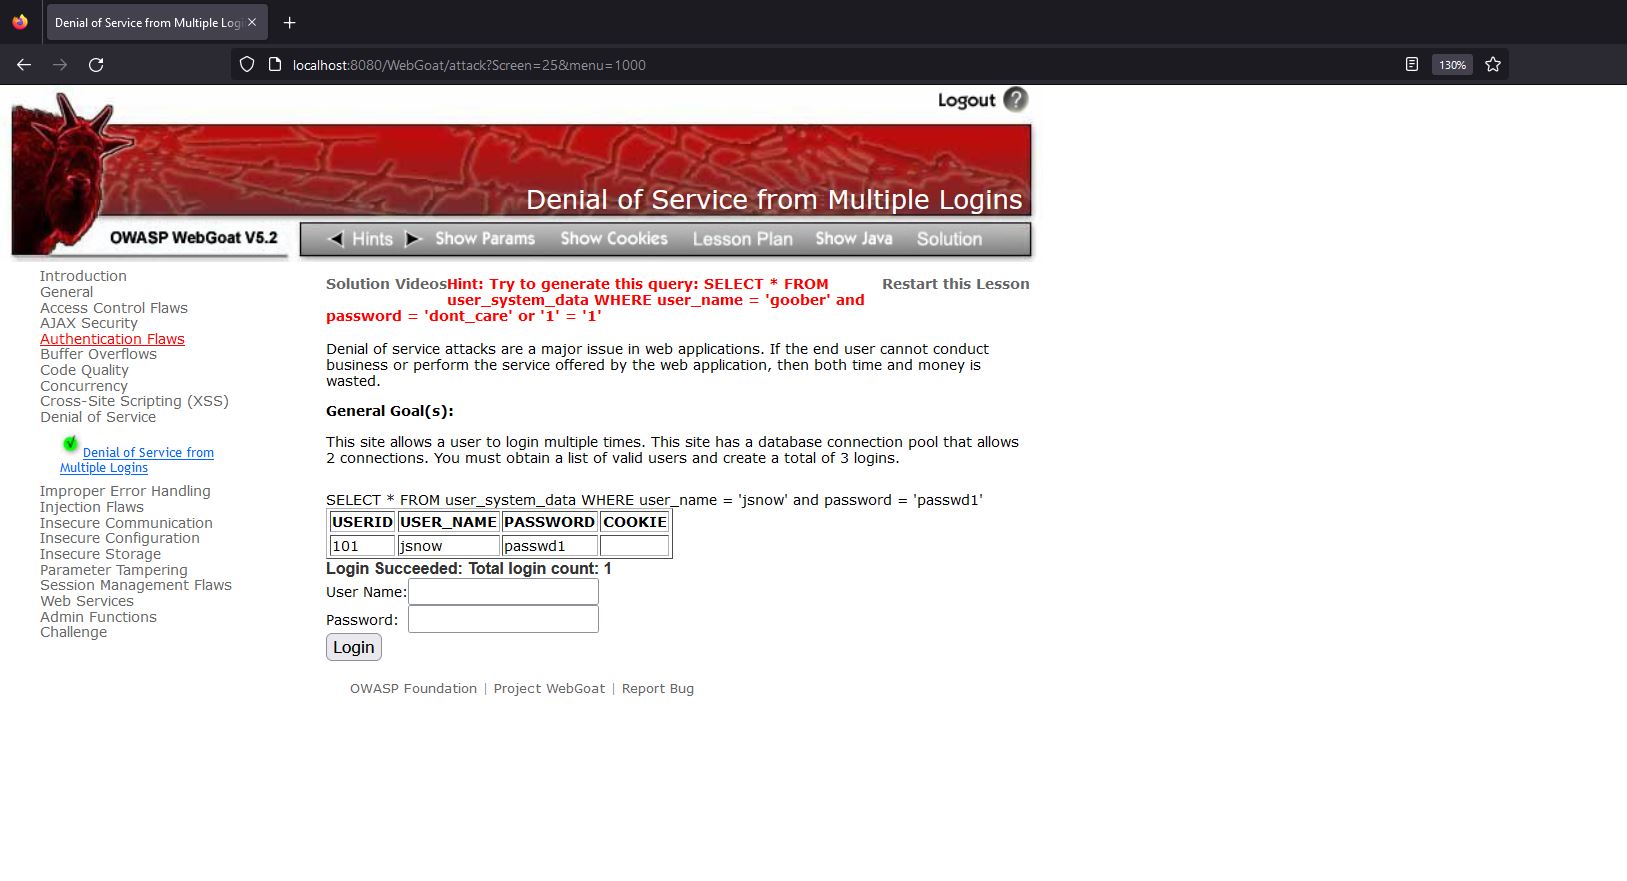 Denial of Service from Multiple Logi
localhost:8080/WebGoat/attack?Screen=25&menu=1000
130%
Logout ?
Denial of Service from Multiple Logins
OWASP WebGoat V5.2
Hints Show Params Show Cookies Lesson Plan Show Java Solution
Introduction
General
Access Control Flaws
AJAX Security
Authentication Flaws
Buffer Overflows
Code Quality
Concurrency
Cross-Site Scripting (XSS)
Denial of Service
Denial of Service from
Multiple Logins
Improper Error Handling
Injection Flaws
Insecure Communication
Insecure Configuration
Insecure Storage
Parameter Tampering
Session Management Flaws
Web Services
Admin Functions
Challenge
Solution Videos Hint: Try to generate this query: SELECT * FROM Restart this Lesson
user_system_data WHERE user_name = 'goober' and
password = 'dont_care' or '1' = '1'
Denial of service attacks are a major issue in web applications. If the end user cannot conduct
business or perform the service offered by the web application, then both time and money is
wasted.
General Goal(s):
This site allows a user to login multiple times. This site has a database connection pool that allows
2 connections. You must obtain a list of valid users and create a total of 3 logins.
SELECT * FROM user_system_data WHERE user_name = 'jsnow' and password = 'passwd1'
USERID USER_NAME PASSWORD COOKIE
101 jsnow passwd1
Login Succeeded: Total login count: 1
User Name:
Password:
Login
OWASP Foundation | Project WebGoat | Report Bug